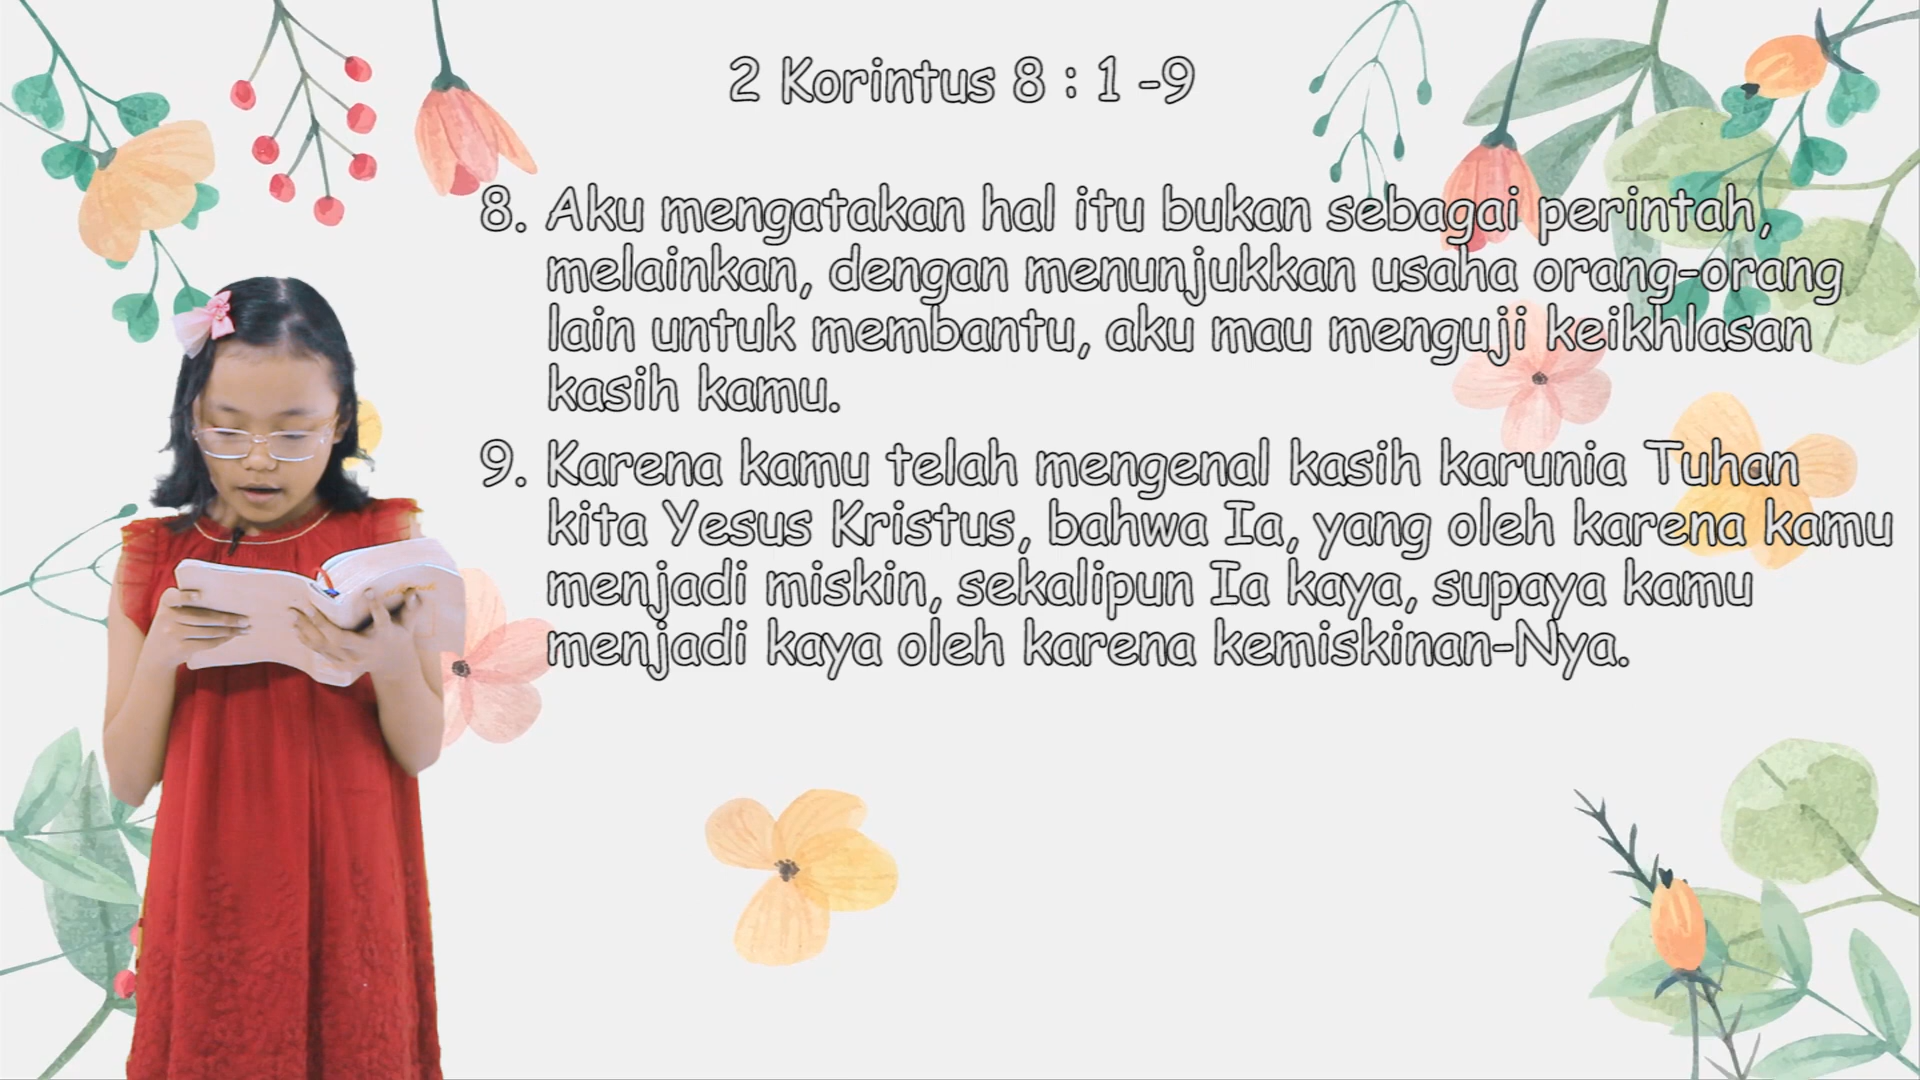 2 Korintus 8 : 1 -9
8. Aku mengatakan hal itu bukan sebagai perintah,
melainkan, dengan menunjukkan usaha orang-orang
lain untuk membantu, aku mau menguji keikhlasan
kasih kamu.
9. Karena kamu telah mengenal kasih karunia Tuhan
kita Yesus Kristus, bahwa Ia, yang oleh karena kamu
menjadi miskin, sekalipun Ia kaya, supaya kamu
menjadi kaya oleh karena kemiskinan-Nya.